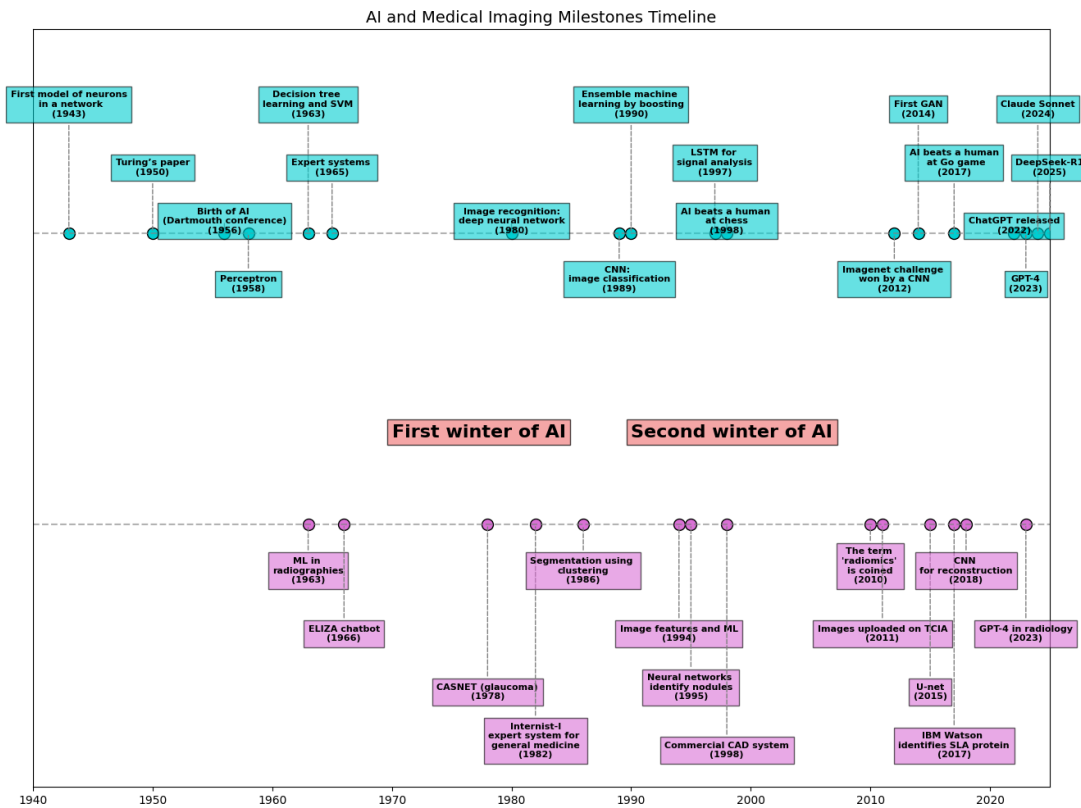 AI and Medical Imaging Milestones Timeline
First model of neurons
in a network
(1943)
Decision tree
learning and SVM
(1963)
Ensemble machine
learning by boosting
(1990)
First GAN
(2014)
Claude Sonnet
(2024)
Turing’s paper
(1950)
Expert systems
(1965)
LSTM for
signal analysis
(1997)
AI beats a human
at Go game
(2017)
DeepSeek-R1
(2025)
Birth of AI
(Dartmouth conference)
(1956)
Image recognition:
deep neural network
(1980)
AI beats a human
at chess
(1998)
ChatGPT released
(2022)
Perceptron
(1958)
CNN:
image classification
(1989)
Imagenet challenge
won by a CNN
(2012)
GPT-4
(2023)
First winter of AI
Second winter of AI
ML in
radiographies
(1963)
Segmentation using
clustering
(1986)
The term
'radiomics'
is coined
(2010)
CNN
for reconstruction
(2018)
ELIZA chatbot
(1966)
Image features and ML
(1994)
Images uploaded on TCIA
(2011)
GPT-4 in radiology
(2023)
CASNET (glaucoma)
(1978)
Neural networks
identify nodules
(1995)
U-net
(2015)
Internist-I
expert system for
general medicine
(1982)
Commercial CAD system
(1998)
IBM Watson
identifies SLA protein
(2017)
1940
1950
1960
1970
1980
1990
2000
2010
2020